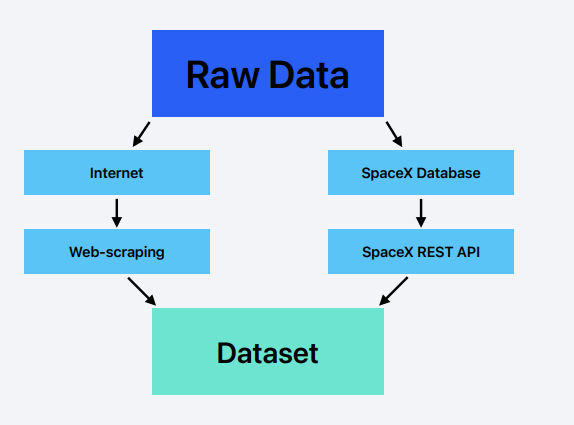 Raw Data
Internet
SpaceX Database
Web-scraping
SpaceX REST API
Dataset